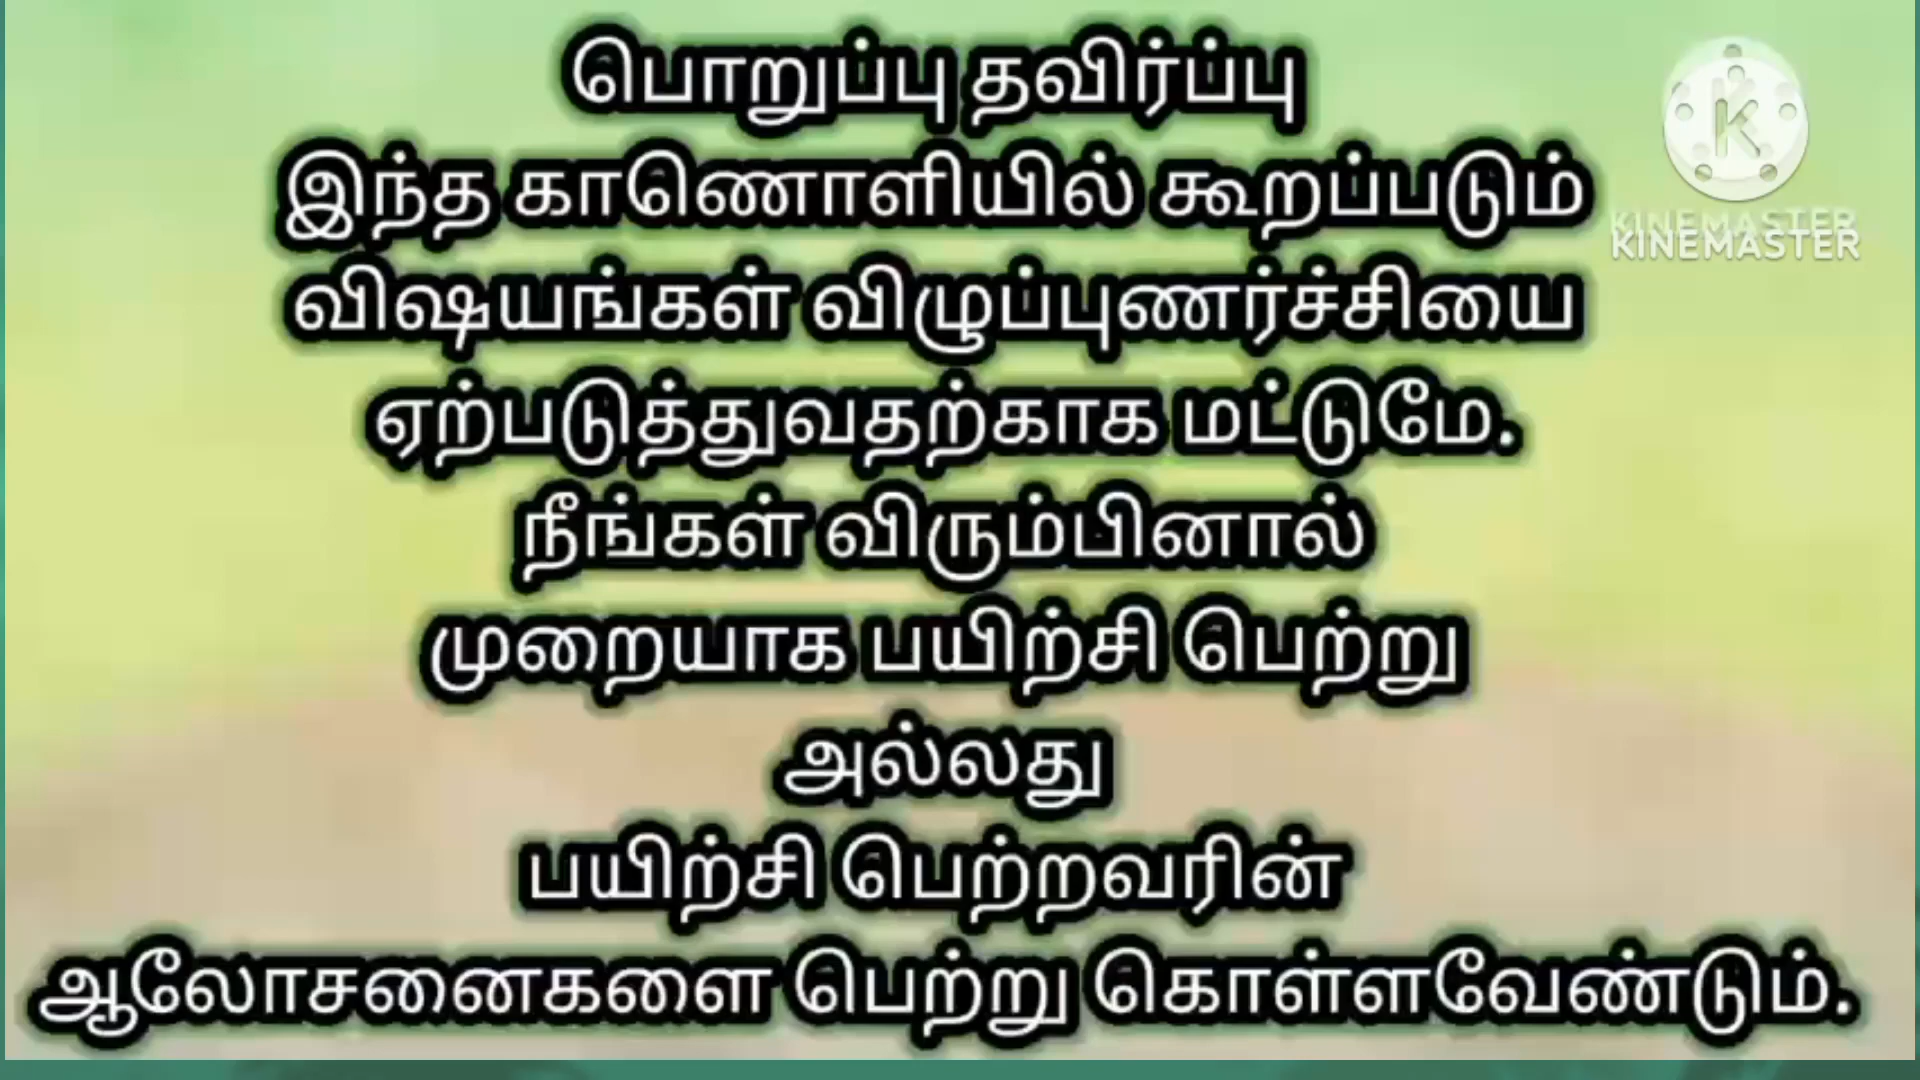 பொறுப்பு தவிர்ப்பு
இந்த காணொளியில் கூறப்படும்
விஷயங்கள் விழுப்புணர்ச்சியை
ஏற்படுத்துவதற்காக மட்டுமே.
நீங்கள் விரும்பினால்
முறையாக பயிற்சி பெற்று
அல்லது
பயிற்சி பெற்றவரின்
ஆலோசனைகளை பெற்று கொள்ளவேண்டும்.
K
KINEMASTER
KINEMASTER